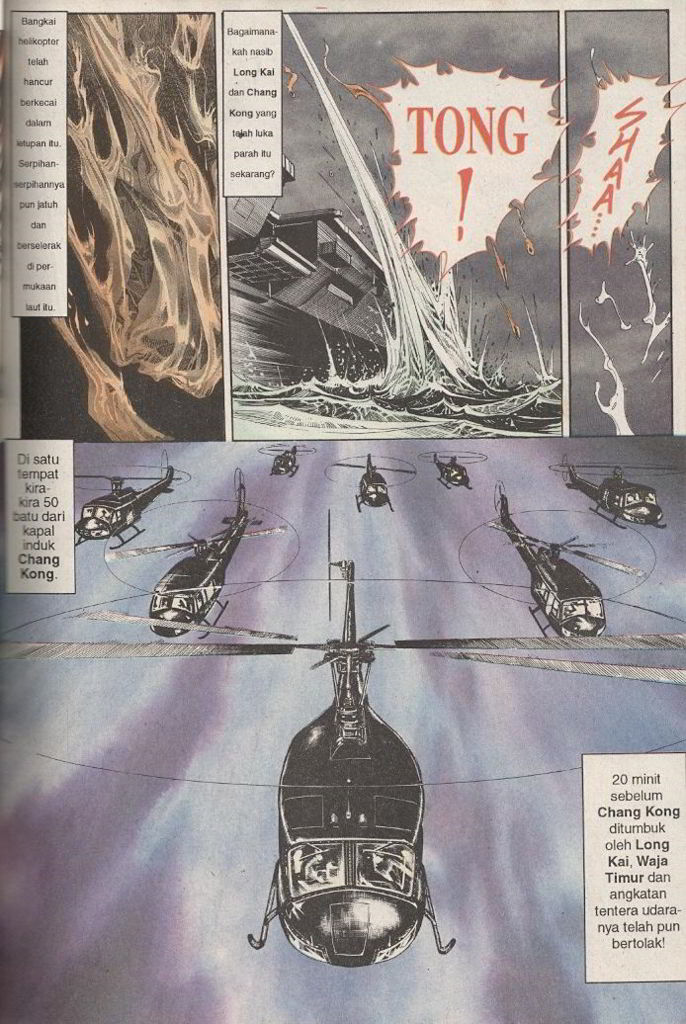 Bangkai
helikopter
telah
hancur
berkecai
dalam
letupan itu.
Serpihan-
serpihannya
pun jatuh
dan
berselerak
di per-
mukaan
laut itu.
Bagaimana-
kah nasib
Long Kai
dan Chang
Kong yang
telah luka
parah itu
sekarang?
TONG
!
SHAA...
Di satu
tempat
kira-
kira 50
batu dari
kapal
induk
Chang
Kong.
20 minit
sebelum
Chang Kong
ditumbuk
oleh Long
Kai, Waja
Timur dan
angkatan
tentera udara-
nya telah pun
bertolak!